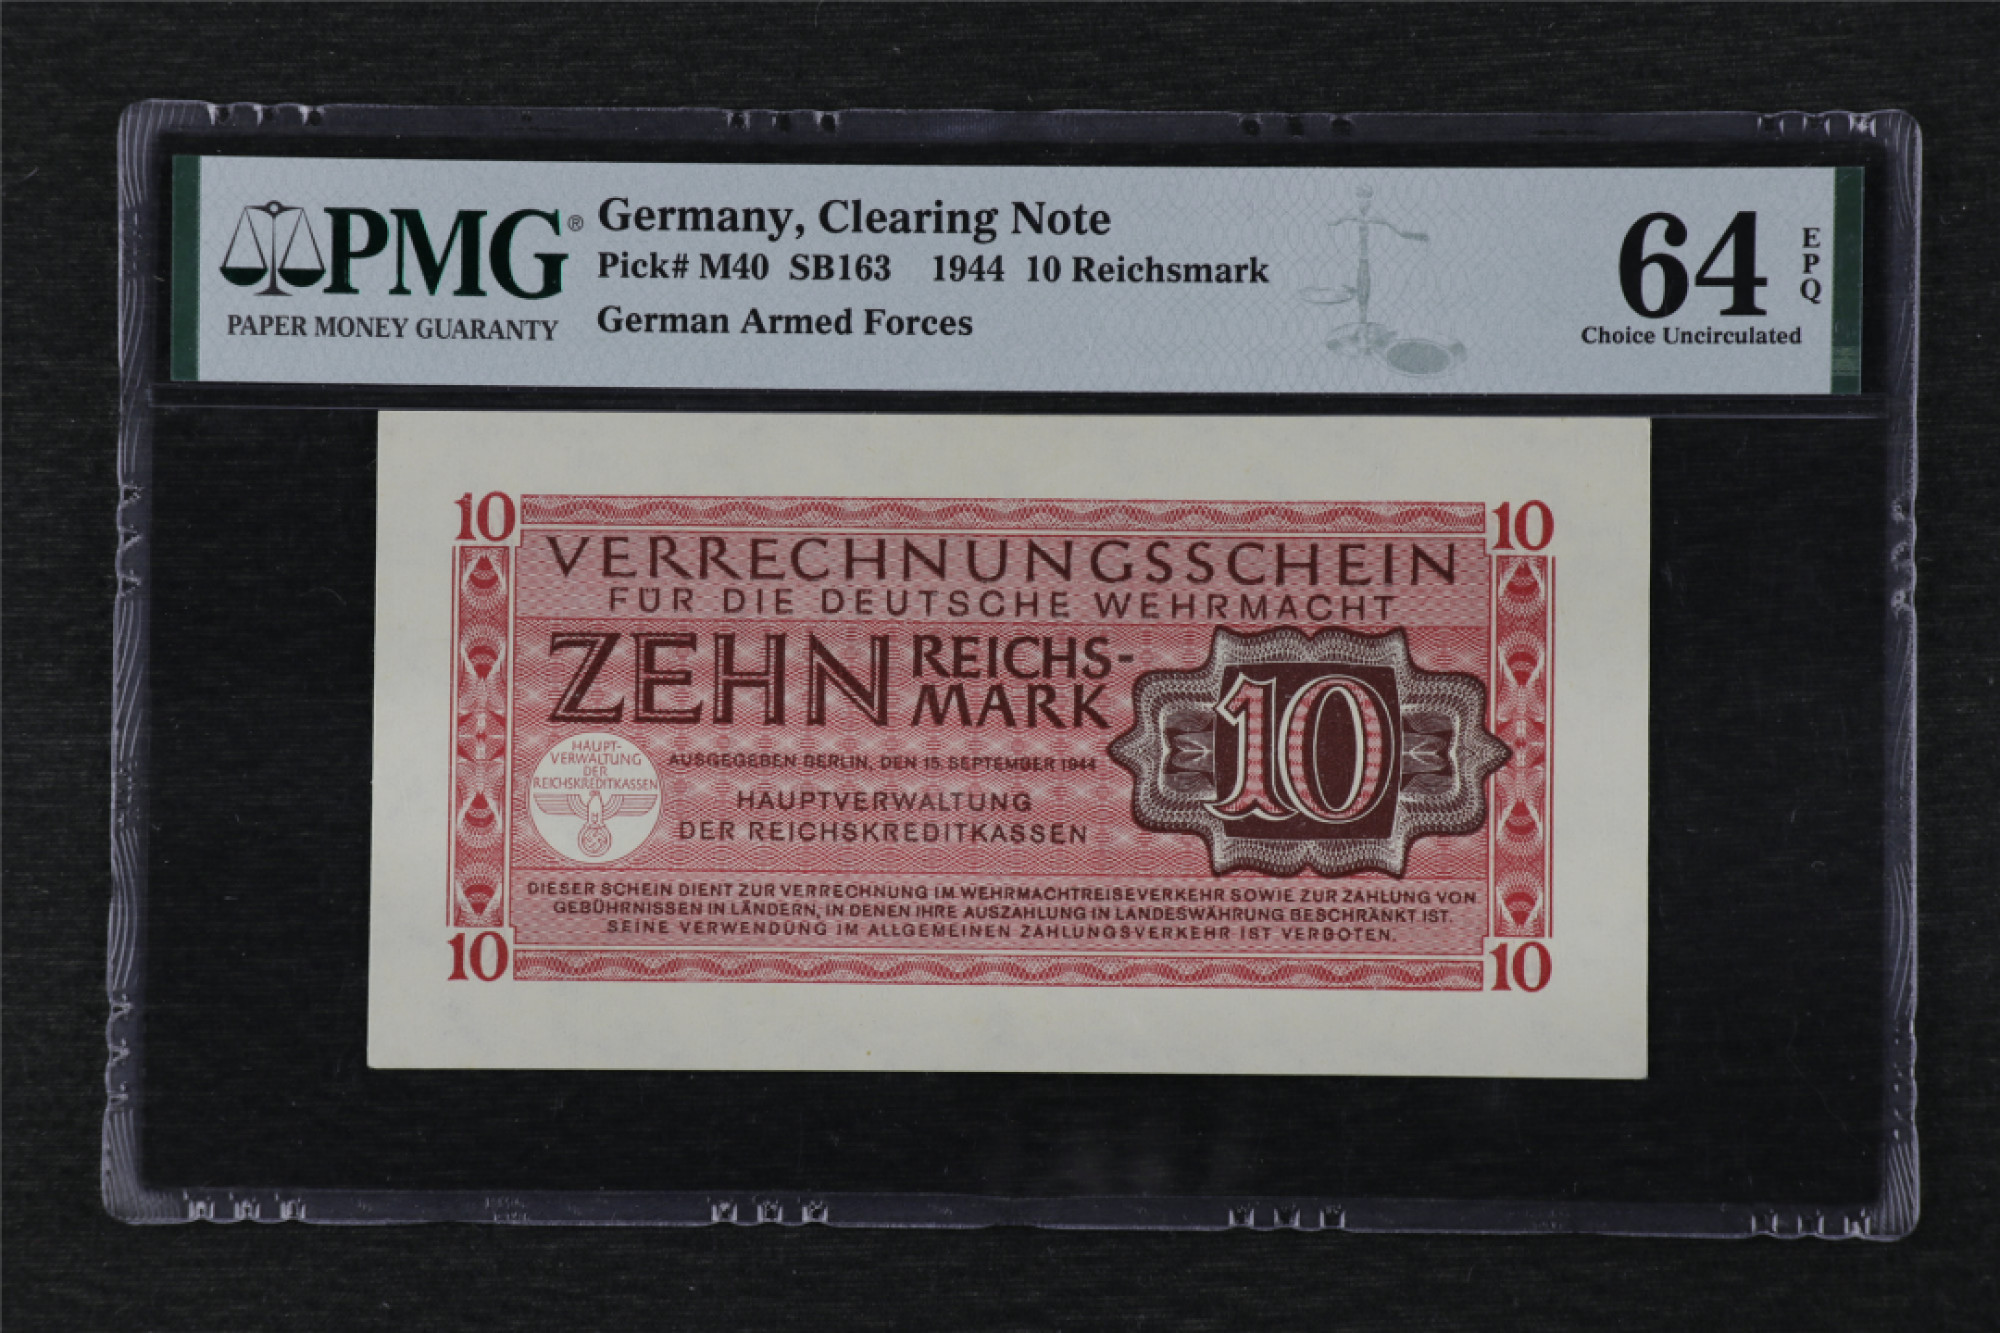 PMG®
PAPER MONEY GUARANTY
Germany, Clearing Note
Pick# M40 SB163 1944 10 Reichsmark
German Armed Forces
64
EPQ
Choice Uncirculated
10
10
VERRECHNUNGSSCHEIN
FÜR DIE DEUTSCHE WEHRMACHT
ZEHN REICHS-
MARK
10
HAUPT-
VERWALTUNG
DER
REICHSKREDITKASSEN
AUSGEGEBEN BERLIN, DEN 15. SEPTEMBER 1944
HAUPTVERWALTUNG
DER REICHSKREDITKASSEN
DIESER SCHEIN DIENT ZUR VERRECHNUNG IM WEHRMACHTREISEVERKEHR SOWIE ZUR ZAHLUNG VON
GEBÜHRNISSEN IN LÄNDERN, IN DENEN IHRE AUSZAHLUNG IN LANDESWÄHRUNG BESCHRÄNKT IST.
SEINE VERWENDUNG IM ALLGEMEINEN ZAHLUNGSVERKEHR IST VERBOTEN.
10
10